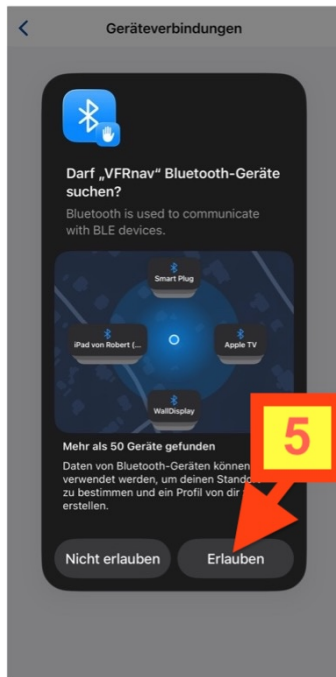 Geräteverbindungen
Darf „VFRnav“ Bluetooth-Geräte
suchen?
Bluetooth is used to communicate
with BLE devices.
Smart Plug
iPad von Robert (...
Apple TV
WallDisplay
Mehr als 50 Geräte gefunden
5
Daten von Bluetooth-Geräten können
verwendet werden, um deinen
zu bestimmen und ein Profil von dir
erstellen.
Nicht erlauben
Erlauben